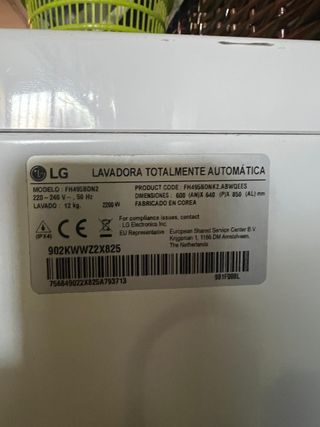 LG
LAVADORA TOTALMENTE AUTOMÁTICA
MODELO : FH495BDN2
220 - 240 V ~, 50 Hz
LAVADO : 12 kg. 2200 W
PRODUCT CODE : FH495BDNK2.ABWQEES
DIMENSIONES : 600 (AN)X 640 (P)X 850 (AL) mm
FABRICADO EN COREA
(IPX4)
For compliance issues, contact :
LG Electronics Inc.
EU Representative : European Shared Service Center B.V.
Krijgsman 1, 1186 DM Amstelveen,
The Netherlands
902KWWZ2X825
756849022X825A793713